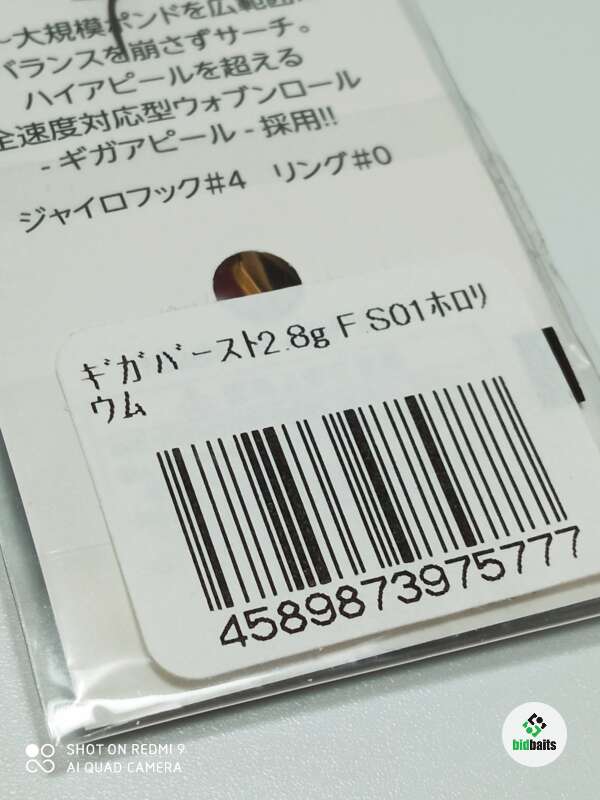 ～大規模ポンドを広範囲
バランスを崩さずサーチ。
ハイアピールを超える
全速度対応型ウォブンロール
- ギガアピール - 採用!!
ジャイロフック#4 リング#0
ギガバースト2.8g F.S01ホロリ
ウム
4589873975777
SHOT ON REDMI 9
AI QUAD CAMERA
bidbaits